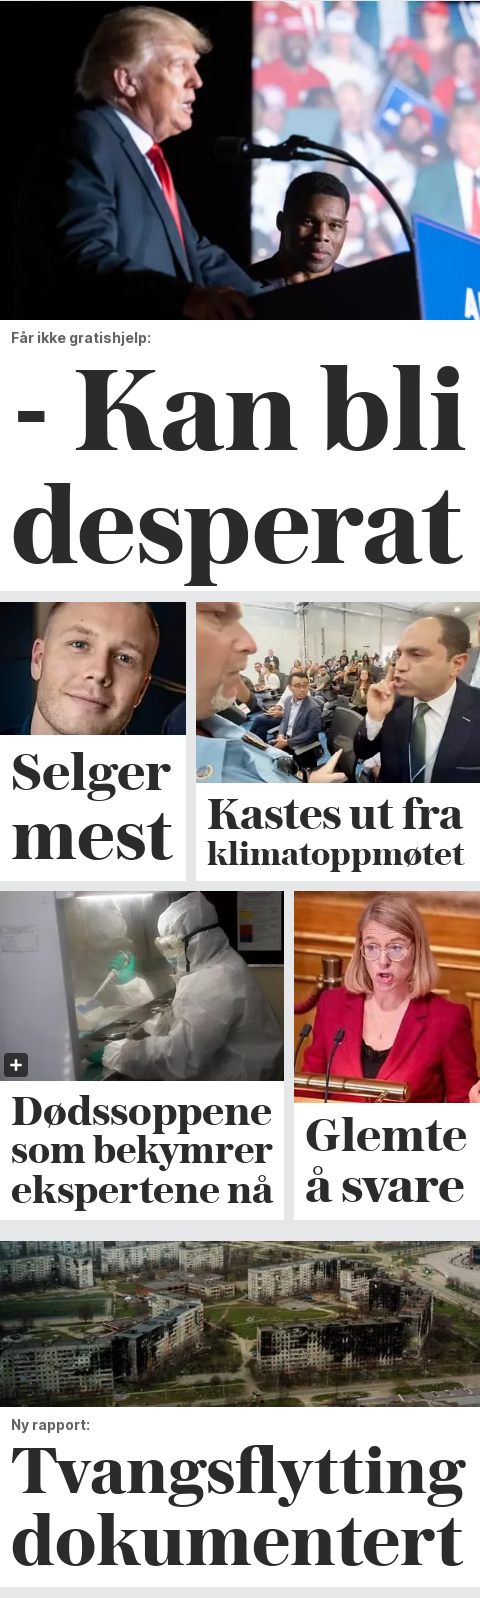 Får ikke gratishjelp:
- Kan bli
desperat
Selger
mest
Kastes ut fra
klimatoppmøtet
Dødssoppene
som bekymrer
ekspertene nå
Glemte
å svare
Ny rapport:
Tvangsflytting
dokumentert